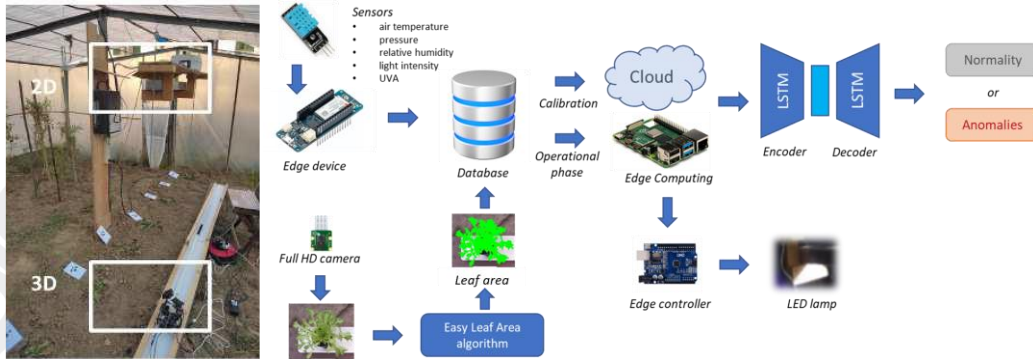 2D
3D
Sensors
• air temperature
• pressure
• relative humidity
• light intensity
• UVA
Edge device
Database
Calibration
Operational
phase
Cloud
Edge Computing
LSTM
LSTM
Encoder
Decoder
Normality
or
Anomalies
Full HD camera
Leaf area
Easy Leaf Area
algorithm
Edge controller
LED lamp